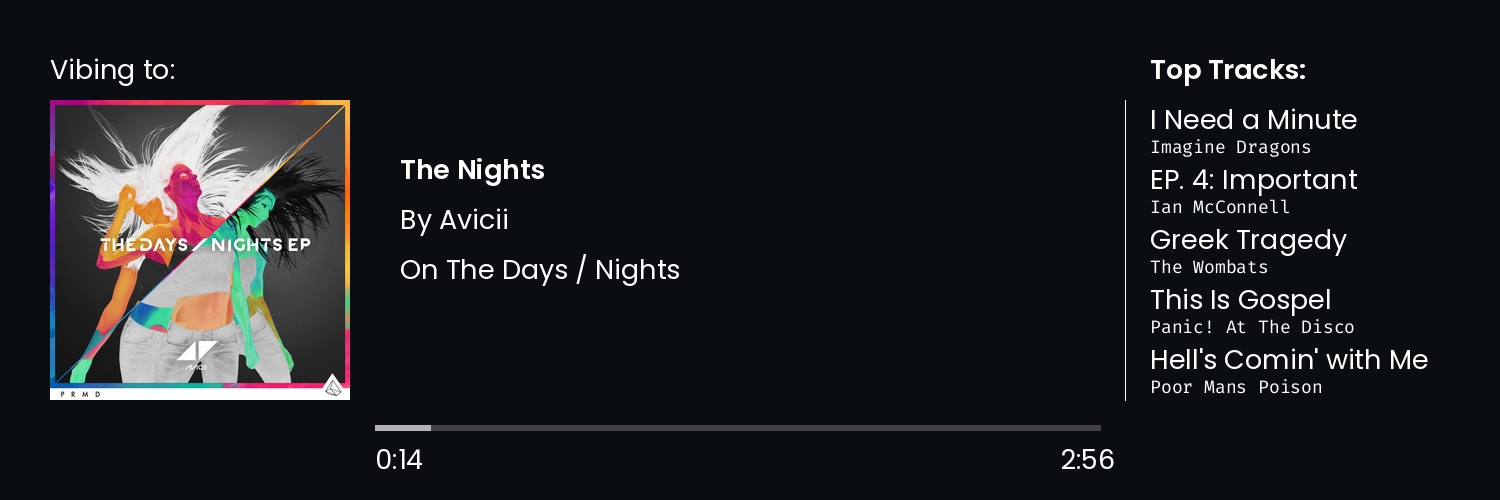 Vibing to:
THE DAYS / NIGHTS EP
AVICII
PRMD
The Nights
By Avicii
On The Days / Nights
0:14
2:56
Top Tracks:
I Need a Minute
Imagine Dragons
EP. 4: Important
Ian McConnell
Greek Tragedy
The Wombats
This Is Gospel
Panic! At The Disco
Hell's Comin' with Me
Poor Mans Poison